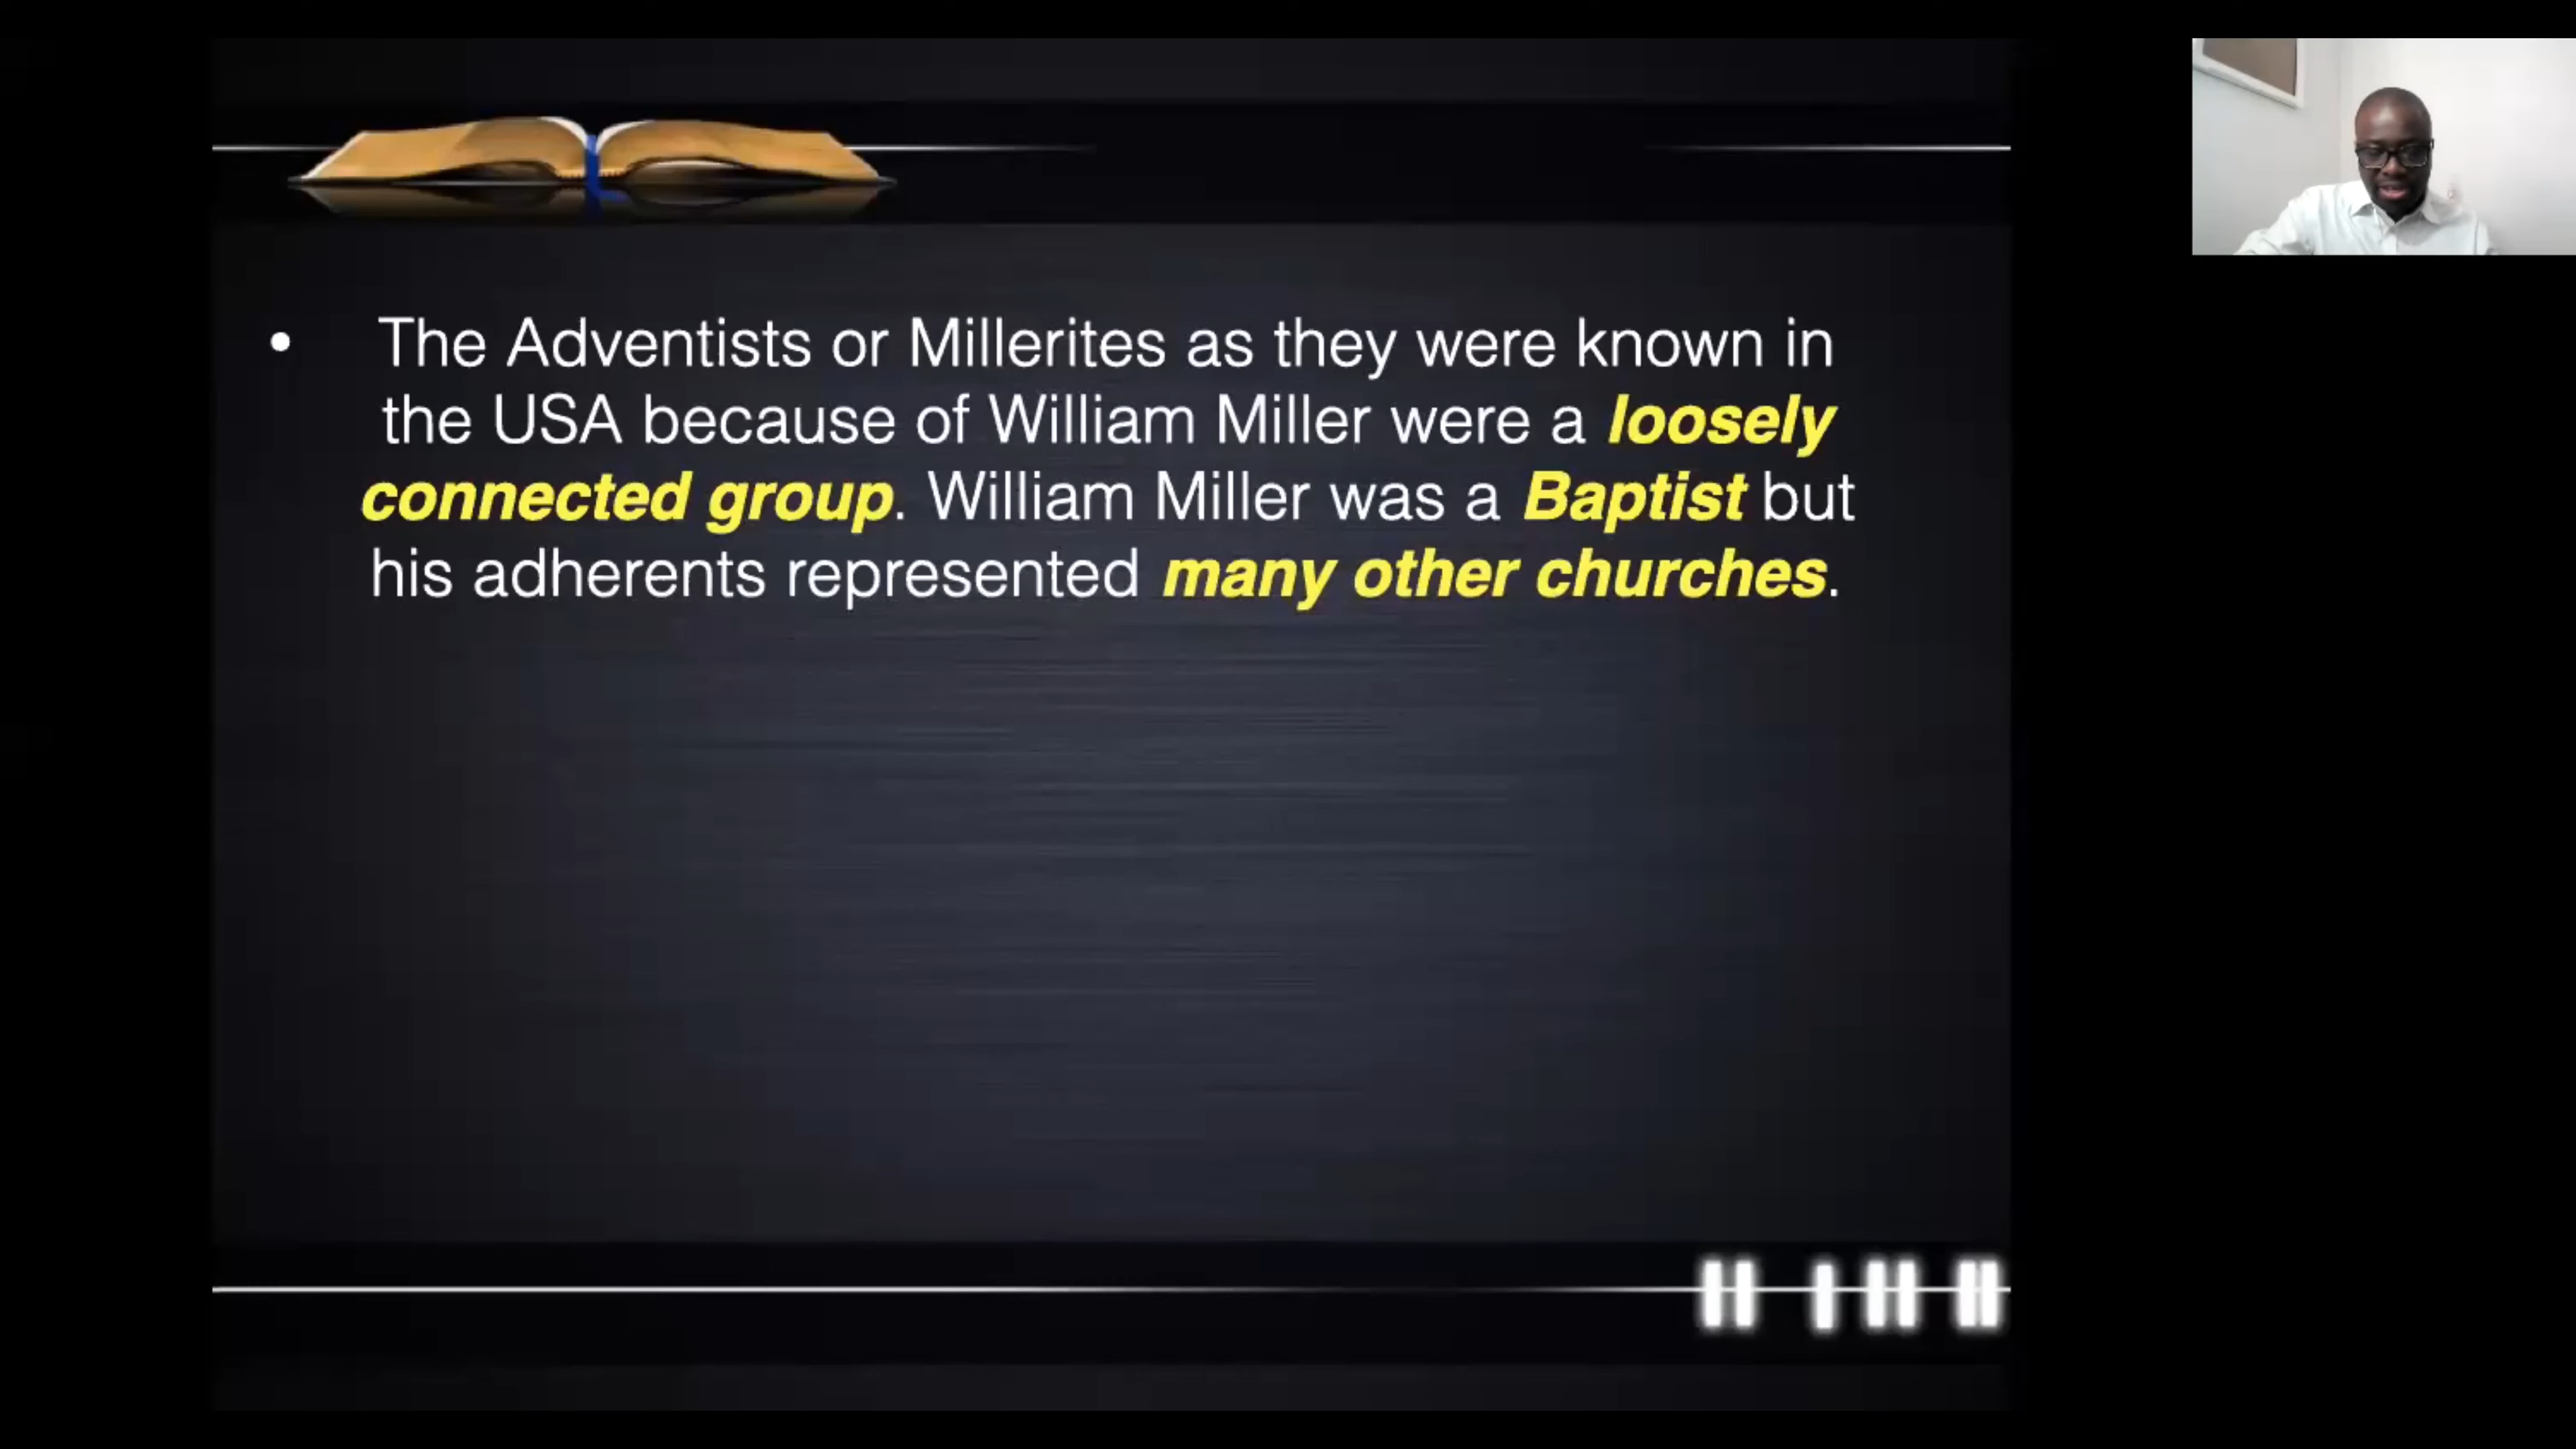 • The Adventists or Millerites as they were known in
the USA because of William Miller were a loosely
connected group. William Miller was a Baptist but
his adherents represented many other churches.